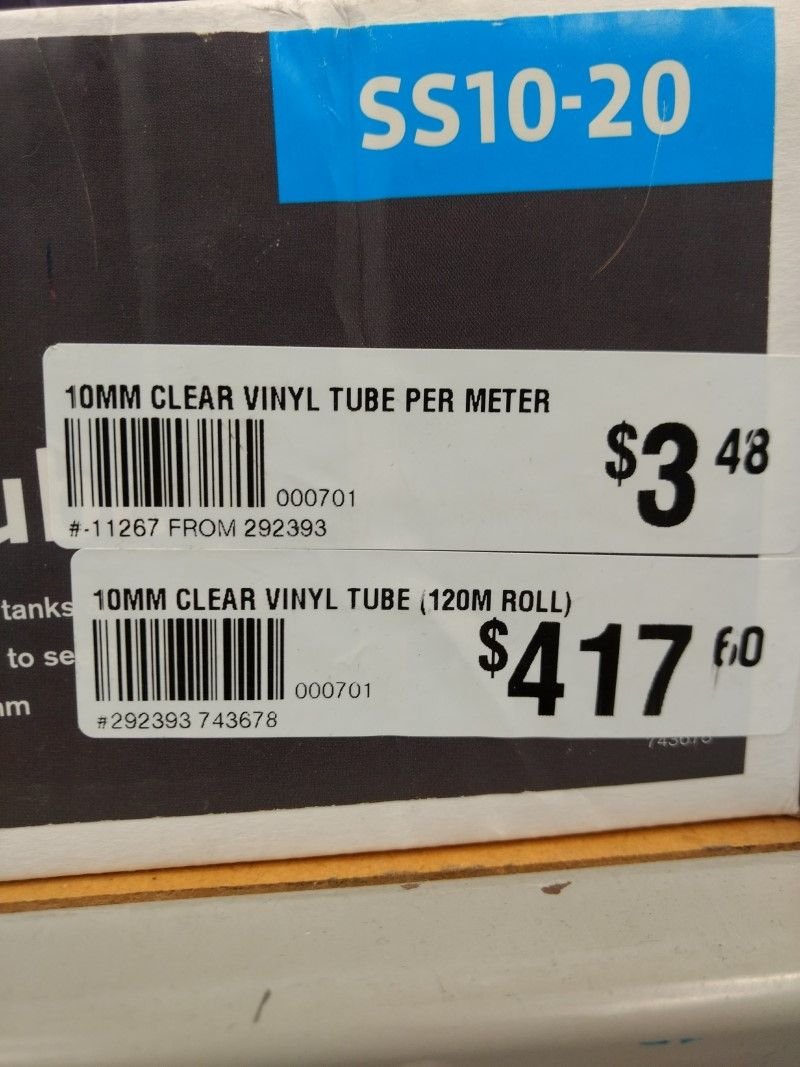 SS10-20
10MM CLEAR VINYL TUBE PER METER
000701
$3 48
#-11267 FROM 292393
tanks
10MM CLEAR VINYL TUBE (120M ROLL)
to se
000701
$417 60
#292393 743678